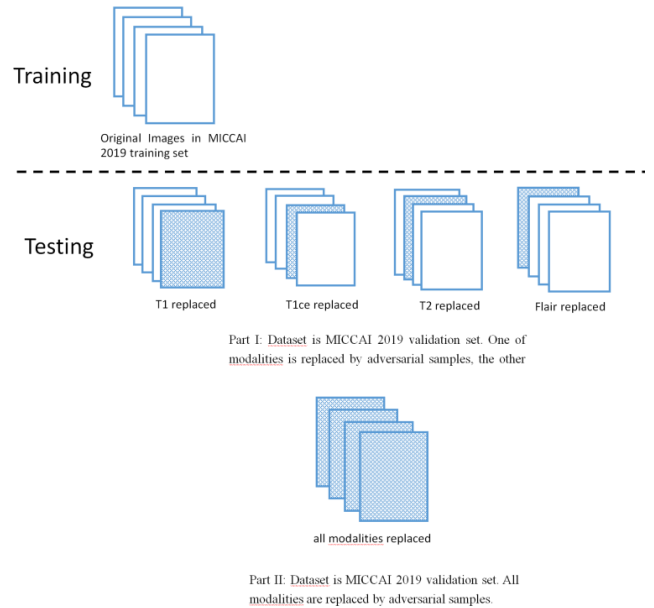 Training
Original Images in MICCAI
2019 training set
Testing
T1 replaced
T1ce replaced
T2 replaced
Flair replaced
Part I: Dataset is MICCAI 2019 validation set. One of
modalities is replaced by adversarial samples, the other
all modalities replaced
Part II: Dataset is MICCAI 2019 validation set. All
modalities are replaced by adversarial samples.